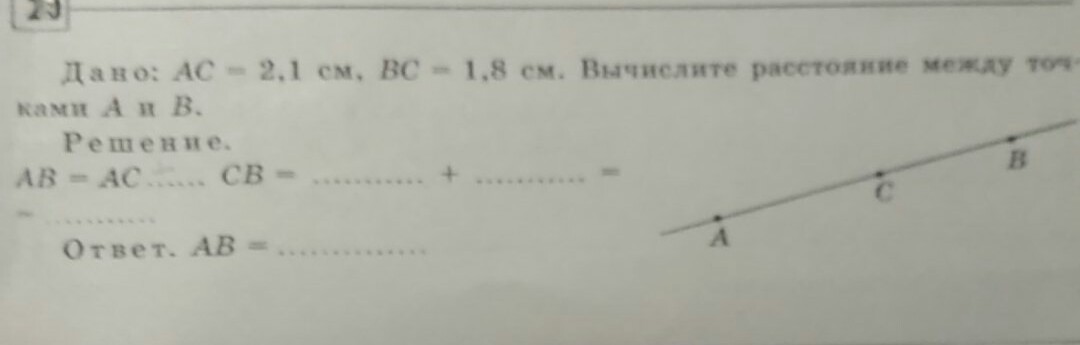 Дано: AC = 2,1 см, BC = 1,8 см. Вычислите расстояние между точ-
ками A и B.
Решение.
AB = AC ...... CB = ........... + ........... =
= ...........
Ответ. AB = ...............
A
C
B